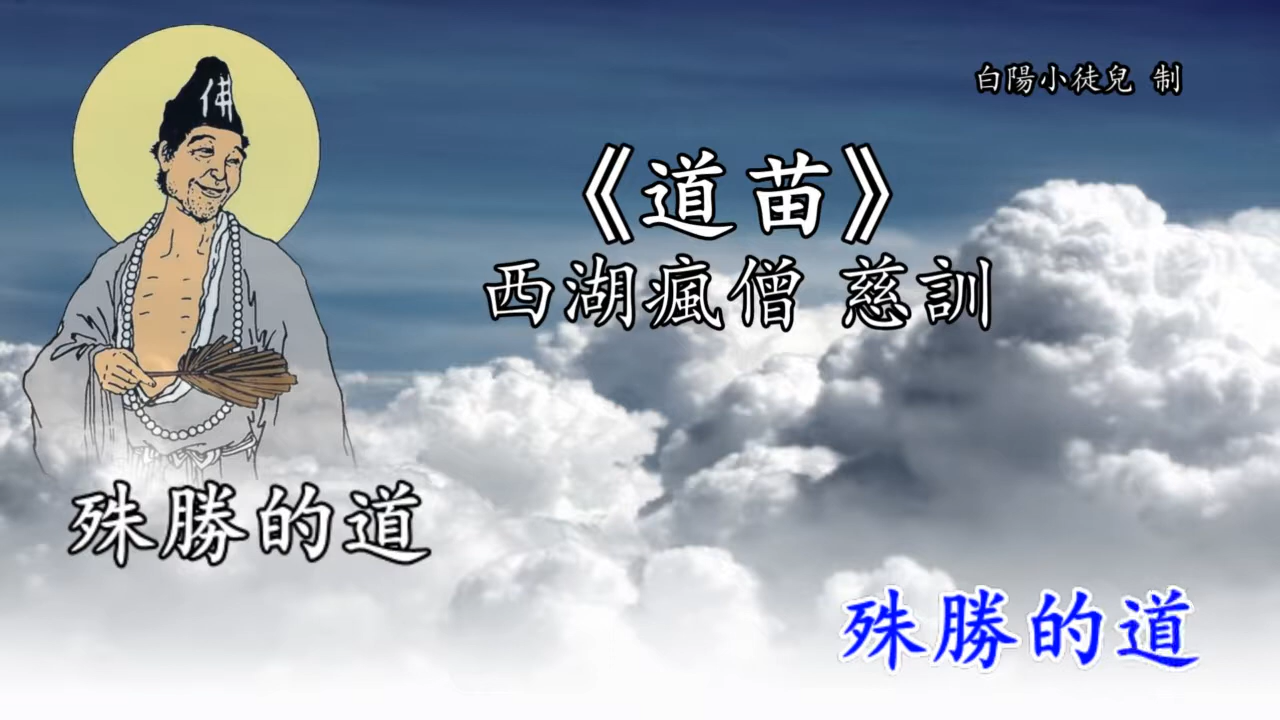 佛
白陽小徒兒 制
《道苗》
西湖瘋僧 慈訓
殊勝的道
殊勝的道